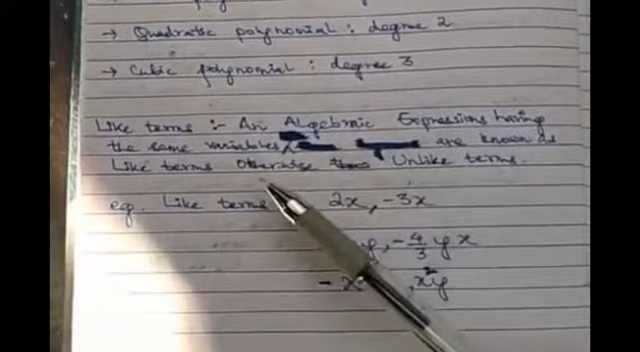 → Quadratic polynomial : degree 2
→ Cubic polynomial : degree 3
Like terms :- An Algebraic Expressions having
the same variables are known as
Like terms Otherwise Unlike terms.
eg. Like terms 2x, -3x
y, -4/3 yx
- x , x²y